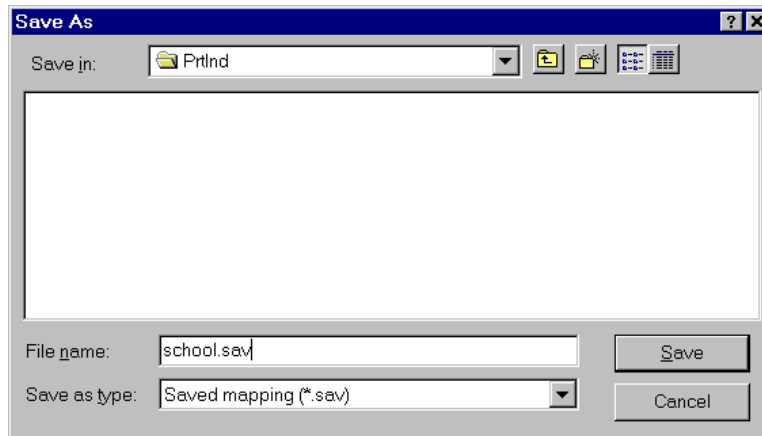 Save As
Save in: PrtInd
File name: school.sav Save
Save as type: Saved mapping (*.sav) Cancel